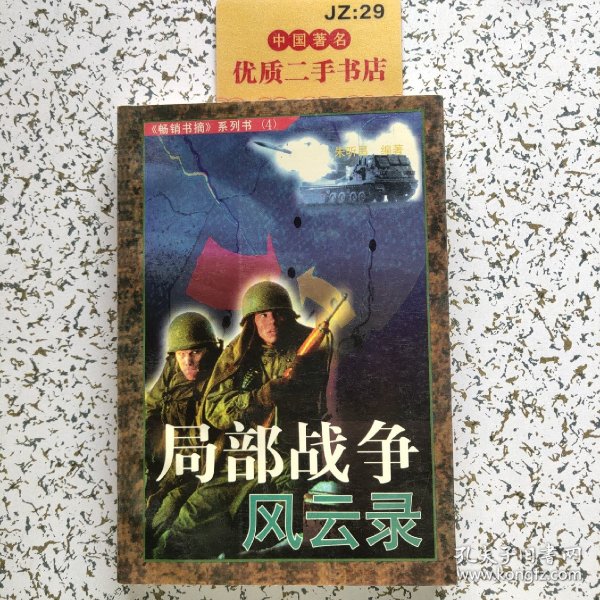 JZ:29
中国著名
优质二手书店
《畅销书摘》系列书(4)
编著
局部战争
风云录
孔夫子旧书网
www.kongfz.com